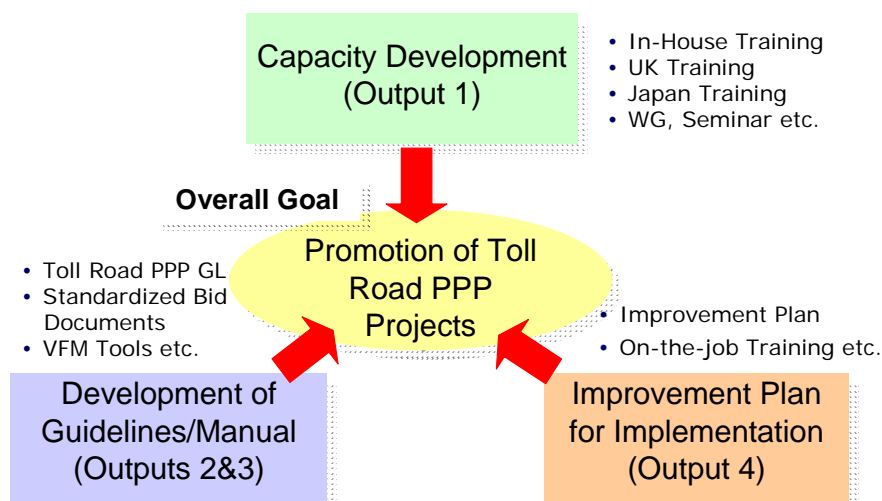 Capacity Development
(Output 1)
• In-House Training
• UK Training
• Japan Training
• WG, Seminar etc.
Overall Goal
Promotion of Toll
Road PPP
Projects
• Toll Road PPP GL
• Standardized Bid
Documents
• VFM Tools etc.
• Improvement Plan
• On-the-job Training etc.
Development of
Guidelines/Manual
(Outputs 2&3)
Improvement Plan
for Implementation
(Output 4)